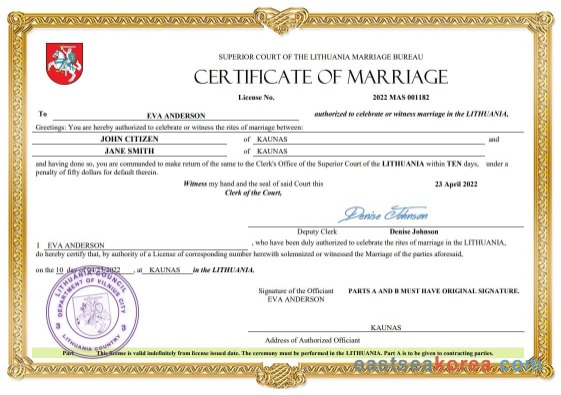 SUPERIOR COURT OF THE LITHUANIA MARRIAGE BUREAU
CERTIFICATE OF MARRIAGE
License No. 2022 MAS 001182
To EVA ANDERSON authorized to celebrate or witness marriage in the LITHUANIA,
Greetings: You are hereby authorized to celebrate or witness the rites of marriage between:
JOHN CITIZEN of KAUNAS and
JANE SMITH of KAUNAS
and having done so, you are commanded to make return of the same to the Clerk's Office of the Superior Court of the LITHUANIA within TEN days, under a
penalty of fifty dollars for default therein.
Witness my hand and the seal of said Court this 23 April 2022
Clerk of the Court,
Denise Johnson
Deputy Clerk Denise Johnson
I EVA ANDERSON , who have been duly authorized to celebrate the rites of marriage in the LITHUANIA,
do hereby certify that, by authority of a License of corresponding number herewith solemnized or witnessed the Marriage of the parties aforesaid,
on the 10 day of 04/23/2022 , at KAUNAS in the LITHUANIA.
LITHUANIA COUNCIL
DEPARTMENT OF VILNIUS CITY
LITHUANIA COUNTRY
Signature of the Officiant PARTS A AND B MUST HAVE ORIGINAL SIGNATURE.
EVA ANDERSON
KAUNAS
Address of Authorized Officiant
Part This license is valid indefinitely from license issued date. The ceremony must be performed in the LITHUANIA. Part A is to be given to contracting parties.
eastseakorea.com